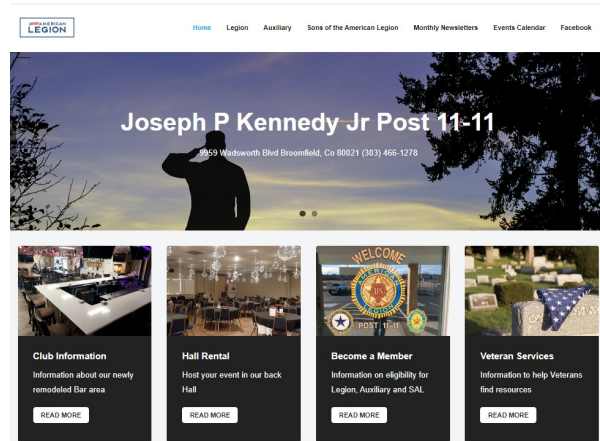 AMERICAN
LEGION
Home Legion Auxiliary Sons of the American Legion Monthly Newsletters Events Calendar Facebook
Joseph P Kennedy Jr Post 11-11
9959 Wadsworth Blvd Broomfield, Co 80021 (303) 466-1278
WELCOME
AMERICAN
LEGION
US
POST 11-11
Club Information
Information about our newly
remodeled Bar area
READ MORE
Hall Rental
Host your event in our back
Hall
READ MORE
Become a Member
Information on eligibility for
Legion, Auxiliary and SAL
READ MORE
Veteran Services
Information to help Veterans
find resources
READ MORE